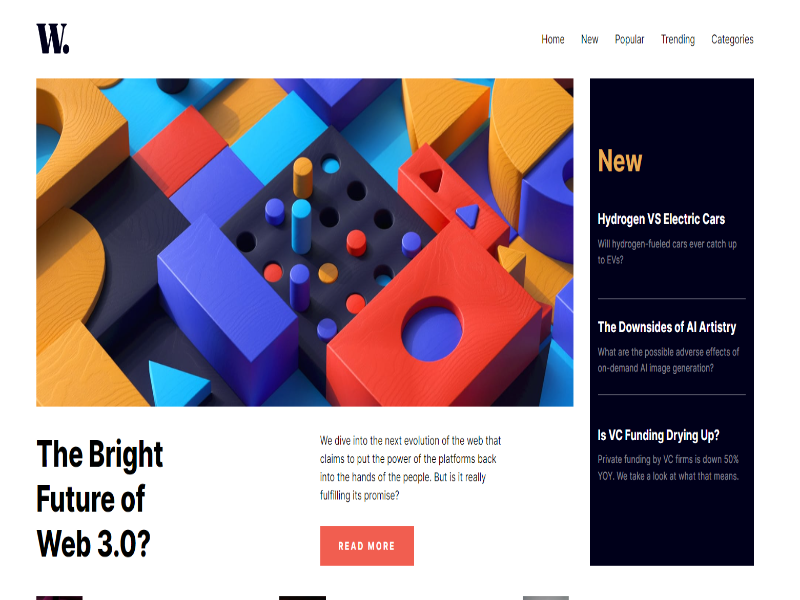 W.
Home New Popular Trending Categories
The Bright
Future of
Web 3.0?
We dive into the next evolution of the web that
claims to put the power of the platforms back
into the hands of the people. But is it really
fulfilling its promise?
READ MORE
New
Hydrogen VS Electric Cars
Will hydrogen-fueled cars ever catch up
to EVs?
The Downsides of AI Artistry
What are the possible adverse effects of
on-demand AI image generation?
Is VC Funding Drying Up?
Private funding by VC firms is down 50%
YOY. We take a look at what that means.